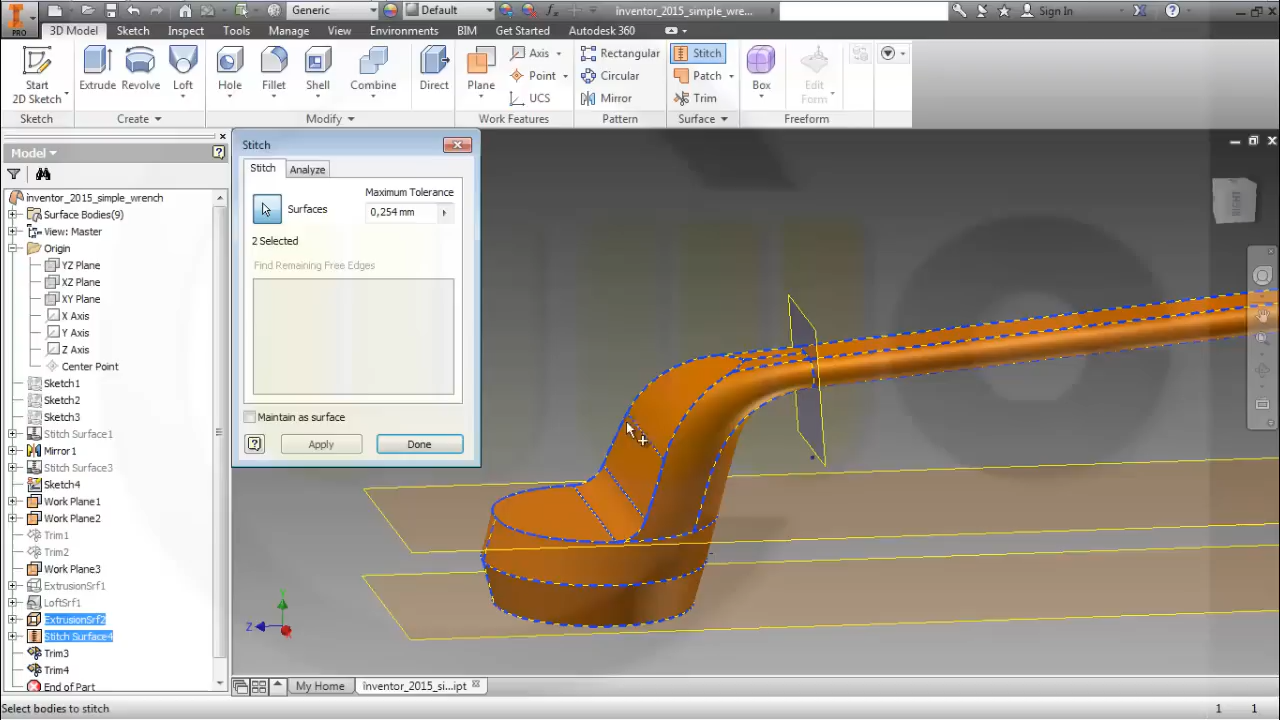 Generic
Default
inventor_2015_simple_wre...
Sign In
PRO
3D Model
Sketch
Inspect
Tools
Manage
View
Environments
BIM
Get Started
Autodesk 360
Start
2D Sketch
Extrude
Revolve
Loft
Hole
Fillet
Shell
Combine
Direct
Plane
Axis
Point
UCS
Rectangular
Circular
Mirror
Stitch
Patch
Trim
Box
Edit
Form
Sketch
Create
Modify
Work Features
Pattern
Surface
Freeform
Model
inventor_2015_simple_wrench
Surface Bodies(9)
View: Master
Origin
YZ Plane
XZ Plane
XY Plane
X Axis
Y Axis
Z Axis
Center Point
Sketch1
Sketch2
Sketch3
Stitch Surface1
Mirror1
Stitch Surface3
Sketch4
Work Plane1
Work Plane2
Trim1
Trim2
Work Plane3
ExtrusionSrf1
LoftSrf1
ExtrusionSrf2
Stitch Surface4
Trim3
Trim4
End of Part
Stitch
Stitch
Analyze
Maximum Tolerance
Surfaces
0,254 mm
2 Selected
Find Remaining Free Edges
Maintain as surface
Apply
Done
RIGHT
Z
My Home
inventor_2015_si...ipt
Select bodies to stitch
1
1